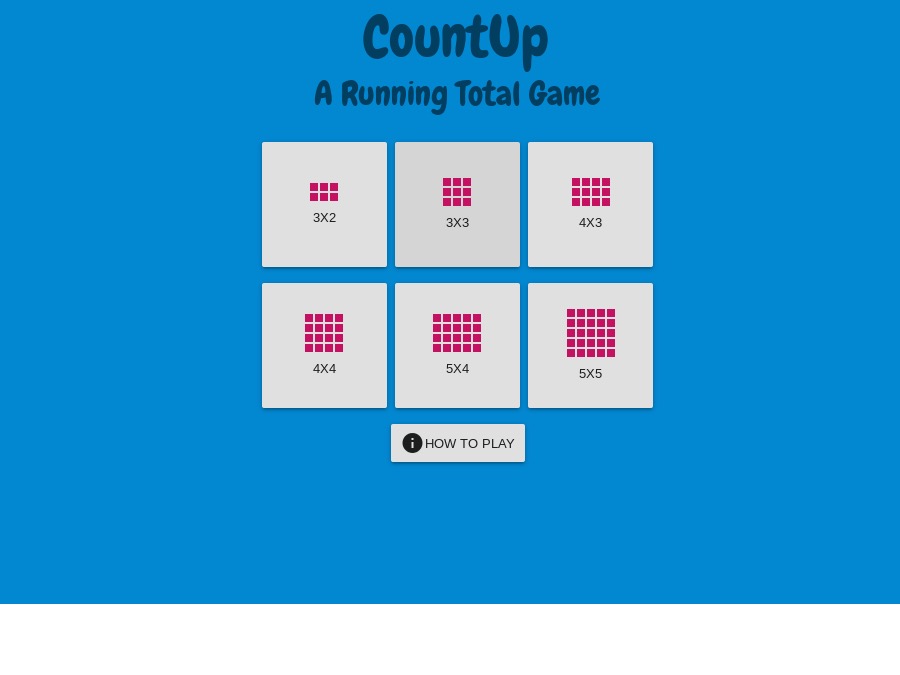 CountUp
A Running Total Game
3X2
3X3
4X3
4X4
5X4
5X5
HOW TO PLAY